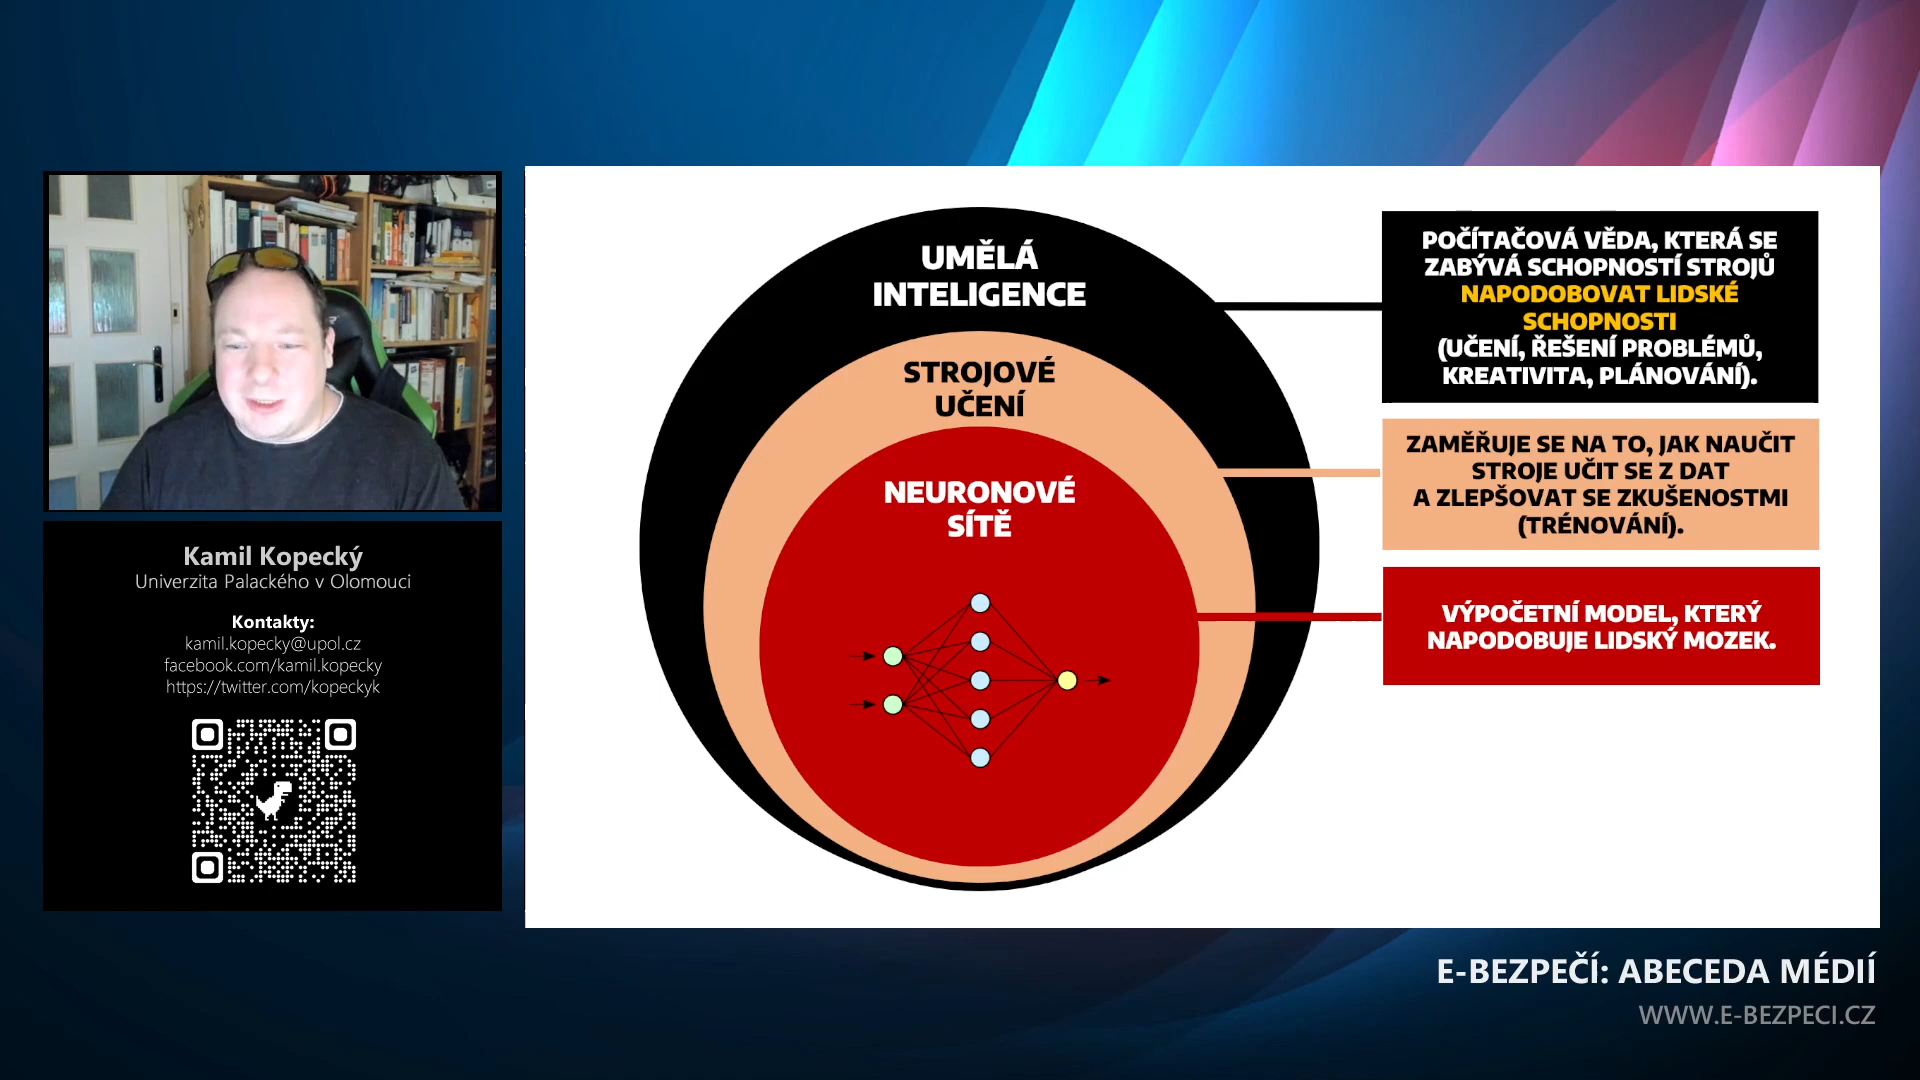 Kamil Kopecký
Univerzita Palackého v Olomouci
Kontakty:
kamil.kopecky@upol.cz
facebook.com/kamil.kopecky
https://twitter.com/kopeckyk
UMĚLÁ
INTELIGENCE
STROJOVÉ
UČENÍ
NEURONOVÉ
SÍTĚ
POČÍTAČOVÁ VĚDA, KTERÁ SE
ZABÝVÁ SCHOPNOSTÍ STROJŮ
NAPODOBOVAT LIDSKÉ
SCHOPNOSTI
(UČENÍ, ŘEŠENÍ PROBLÉMŮ,
KREATIVITA, PLÁNOVÁNÍ).
ZAMĚŘUJE SE NA TO, JAK NAUČIT
STROJE UČIT SE Z DAT
A ZLEPŠOVAT SE ZKUŠENOSTMI
(TRÉNOVÁNÍ).
VÝPOČETNÍ MODEL, KTERÝ
NAPODOBUJE LIDSKÝ MOZEK.
E-BEZPEČÍ: ABECEDA MÉDIÍ
WWW.E-BEZPECI.CZ